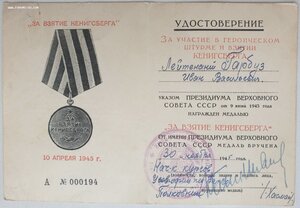 "ЗА ВЗЯТИЕ КЕНИГСБЕРГА"
10 АПРЕЛЯ 1945 г.
А № 000194
УДОСТОВЕРЕНИЕ
ЗА УЧАСТИЕ В ГЕРОИЧЕСКОМ
ШТУРМЕ И ВЗЯТИИ
КЕНИГСБЕРГА
Лейтенант
Иван Васильевич
УКАЗОМ ПРЕЗИДИУМА ВЕРХОВНОГО
СОВЕТА СССР от 9 июня 1945 года
НАГРАЖДЕН МЕДАЛЬЮ
„ЗА ВЗЯТИЕ КЕНИГСБЕРГА"
ОТ ИМЕНИ ПРЕЗИДИУМА ВЕРХОВНОГО
СОВЕТА СССР МЕДАЛЬ ВРУЧЕНА
30 194